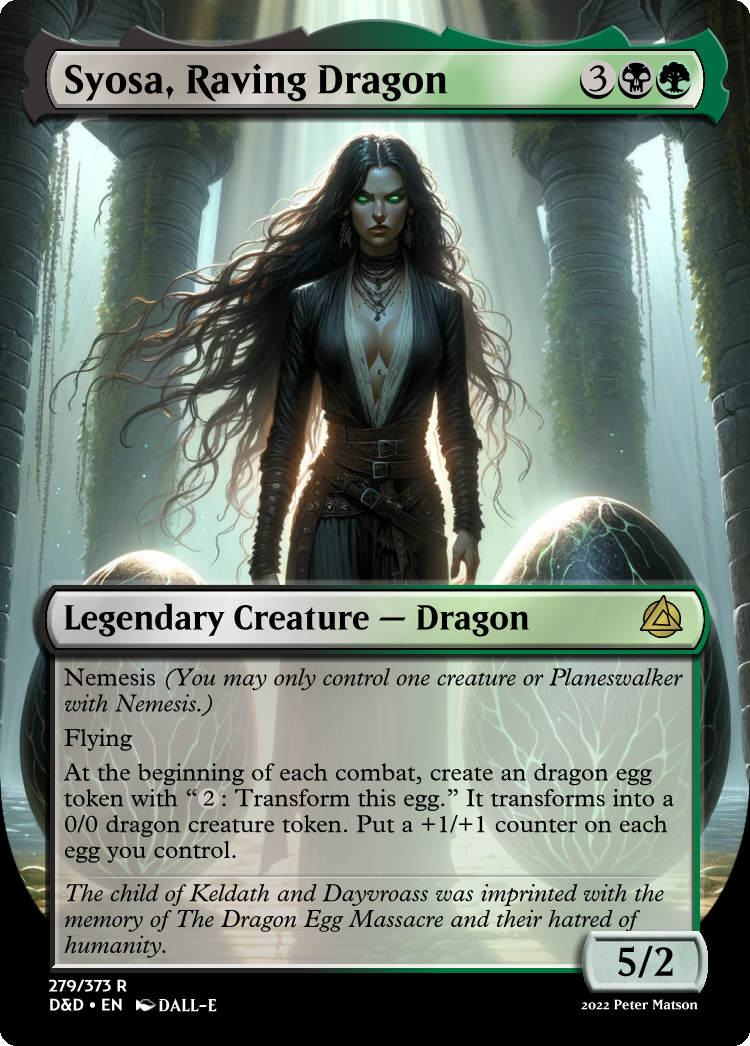 Syosa, Raving Dragon 3
Legendary Creature — Dragon
Nemesis (You may only control one creature or Planeswalker
with Nemesis.)
Flying
At the beginning of each combat, create an dragon egg
token with “2: Transform this egg.” It transforms into a
0/0 dragon creature token. Put a +1/+1 counter on each
egg you control.
The child of Keldath and Dayvroass was imprinted with the
memory of The Dragon Egg Massacre and their hatred of
humanity.
5/2
279/373 R
D&D • EN DALL-E
2022 Peter Matson